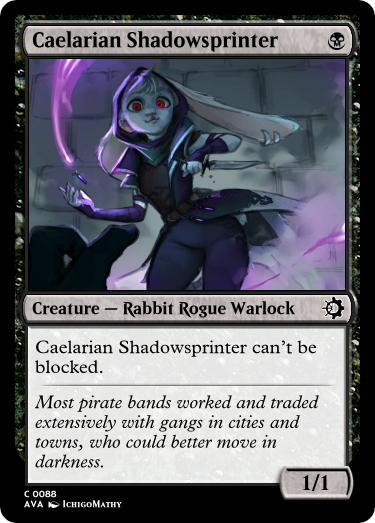 Caelarian Shadowsprinter
Creature — Rabbit Rogue Warlock
Caelarian Shadowsprinter can't be
blocked.
Most pirate bands worked and traded
extensively with gangs in cities and
towns, who could better move in
darkness.
1/1
C 0088
AVA IchigoMathy